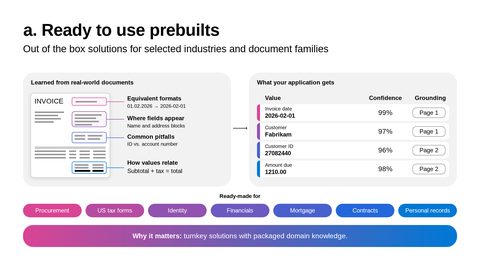 a. Ready to use prebuilts
Out of the box solutions for selected industries and document families
Learned from real-world documents
INVOICE
Equivalent formats
01.02.2026 → 2026-02-01
Where fields appear
Name and address blocks
Common pitfalls
ID vs. account number
How values relate
Subtotal + tax = total
What your application gets
Value Confidence Grounding
Invoice date
2026-02-01 99% Page 1
Customer
Fabrikam 97% Page 1
Customer ID
27082440 96% Page 2
Amount due
1210.00 98% Page 2
Ready-made for
Procurement US tax forms Identity Financials Mortgage Contracts Personal records
Why it matters: turnkey solutions with packaged domain knowledge.